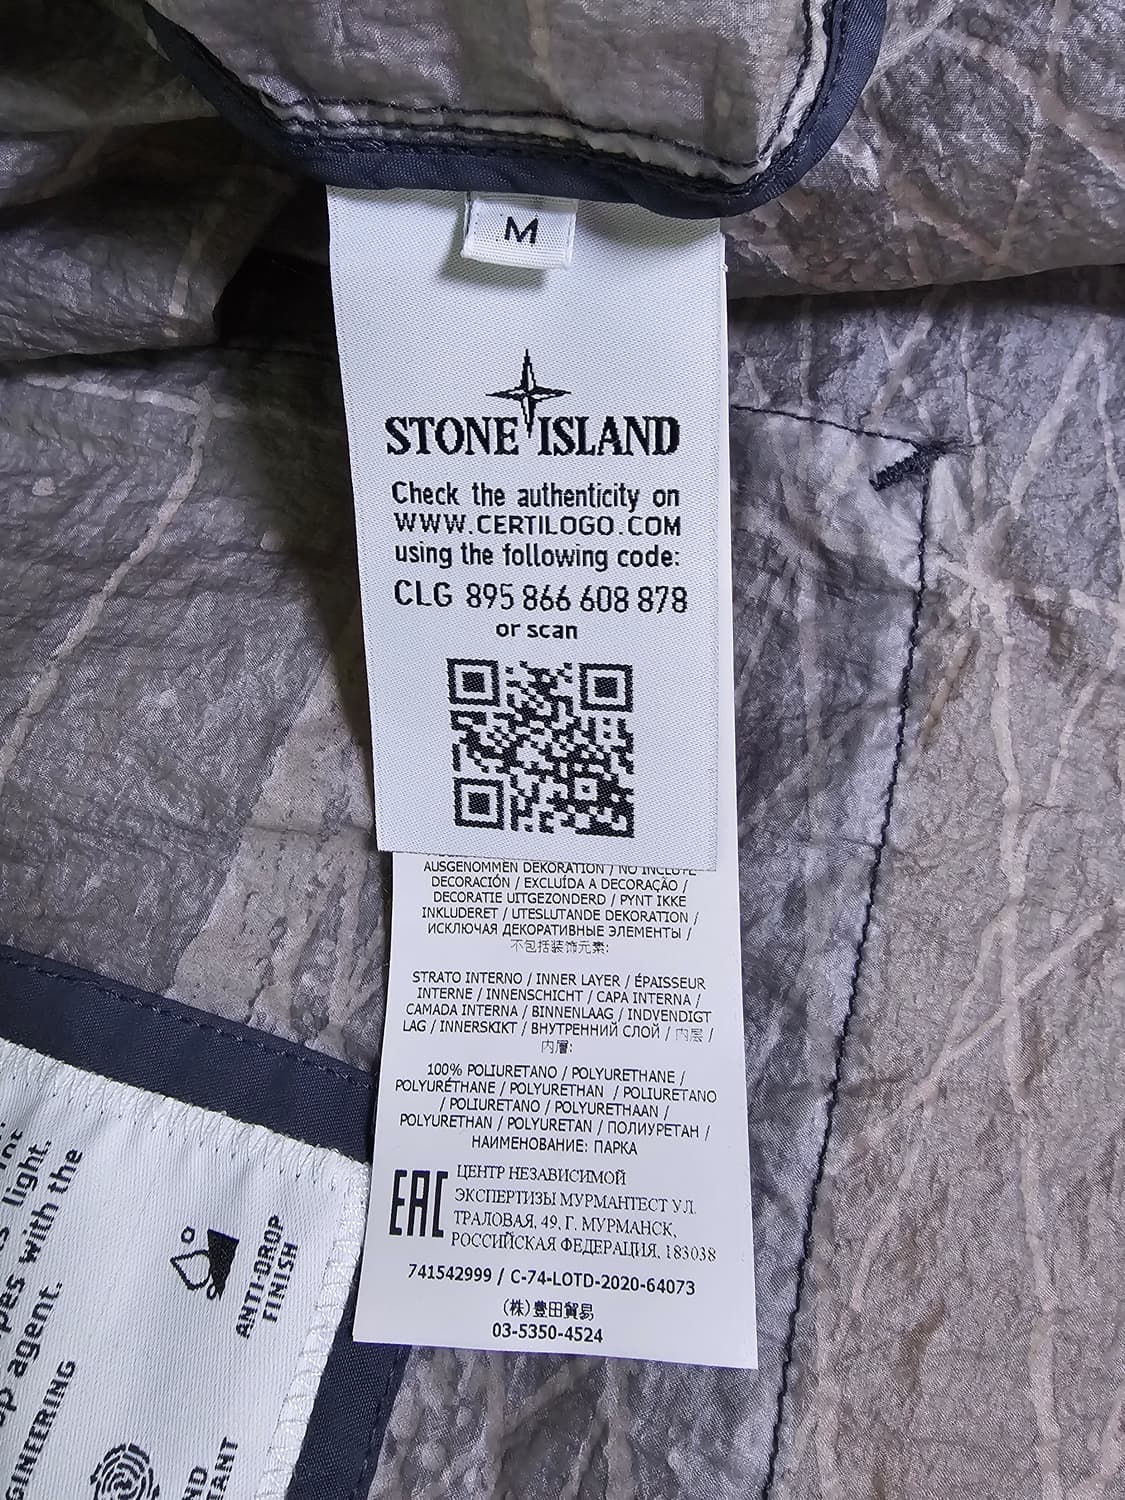 M
STONE ISLAND
Check the authenticity on
WWW.CERTILOGO.COM
using the following code:
CLG 895 866 608 878
or scan
AUSGENOMMEN DEKORATION / NO INCLUYE
DECORACIÓN / EXCLUÍDA A DECORAÇÃO /
DECORATIE UITGEZONDERD / PYNT IKKE
INKLUDERET / UTESLUTANDE DEKORATION /
ИСКЛЮЧАЯ ДЕКОРАТИВНЫЕ ЭЛЕМЕНТЫ /
不包括装饰元素:
STRATO INTERNO / INNER LAYER / ÉPAISSEUR
INTERNE / INNENSCHICHT / CAPA INTERNA /
CAMADA INTERNA / BINNENLAAG / INDVENDIGT
LAG / INNERSKIKT / ВНУТРЕННИЙ СЛОЙ / 内层 /
内層:
100% POLIURETANO / POLYURETHANE /
POLYURÉTHANE / POLYURETHAN / POLIURETANO
/ POLIURETANO / POLYURETHAAN /
POLYURETHAN / POLYURETAN / ПОЛИУРЕТАН /
НАИМЕНОВАНИЕ: ПАРКА
EAC
ЦЕНТР НЕЗАВИСИМОЙ
ЭКСПЕРТИЗЫ МУРМАНТЕСТ УЛ.
ТРАЛОВАЯ, 49, Г. МУРМАНСК,
РОССИЙСКАЯ ФЕДЕРАЦИЯ, 183038
741542999 / C-74-LOTD-2020-64073
(株)豊田貿易
03-5350-4524
light.
with the
agent.
ANTI-DROP
FINISH